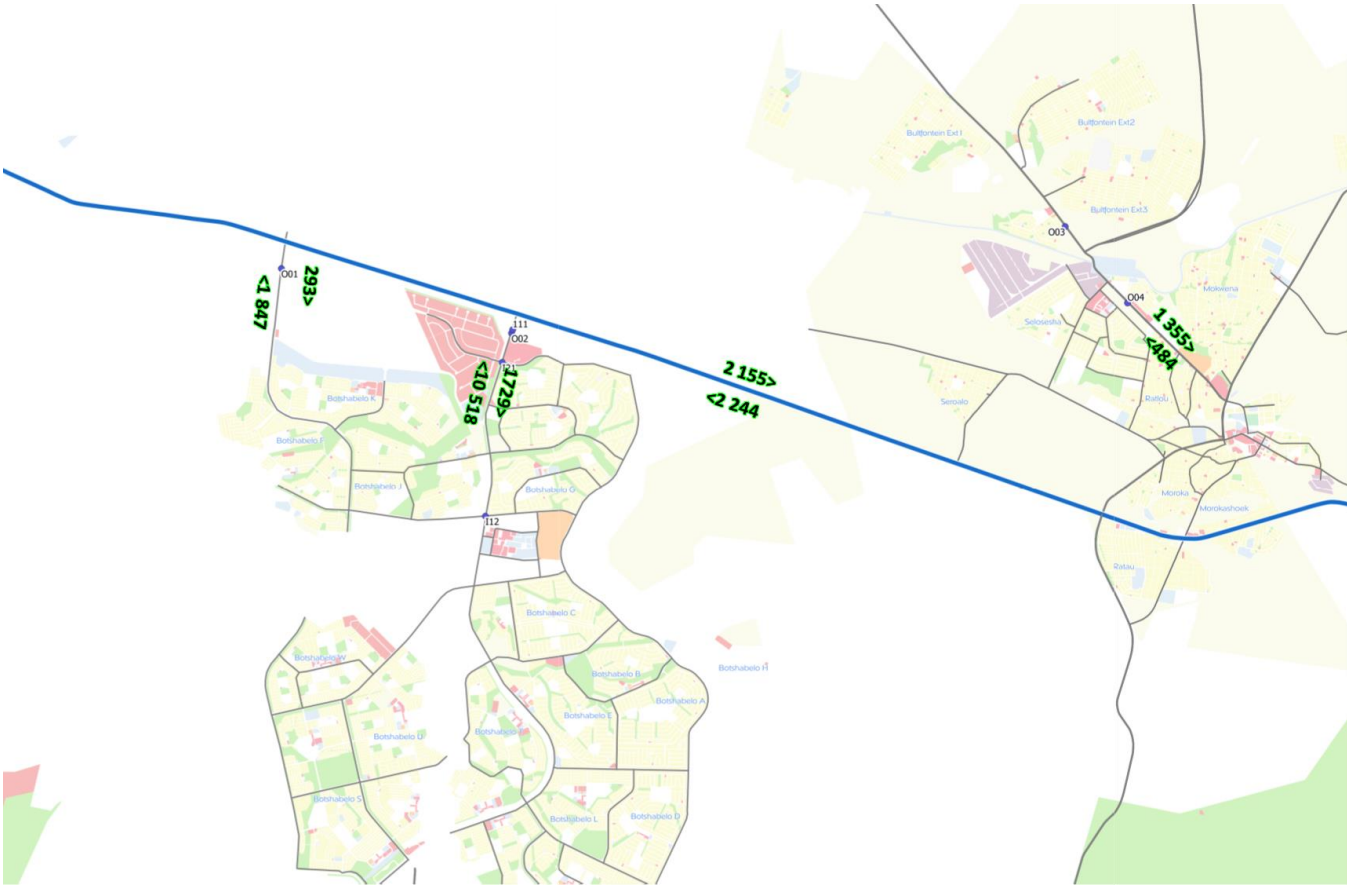 Bultfontein Ext 1
Bultfontein Ext2
Bultfontein Ext3
O03
O01
293>
<1 847
Mokwena
O04
Selosesha
1 355>
<484
111
O02
I21
1729>
<10 518
2 155>
<2 244
Botshabelo K
Seroalo
Ratlou
Botshabelo F
Botshabelo J
Botshabelo G
Moroka
Morokashoek
I12
Ratau
Botshabelo C
Botshabelo W
Botshabelo H
Botshabelo B
Botshabelo A
Botshabelo E
Botshabelo U
Botshabelo S
Botshabelo L
Botshabelo D